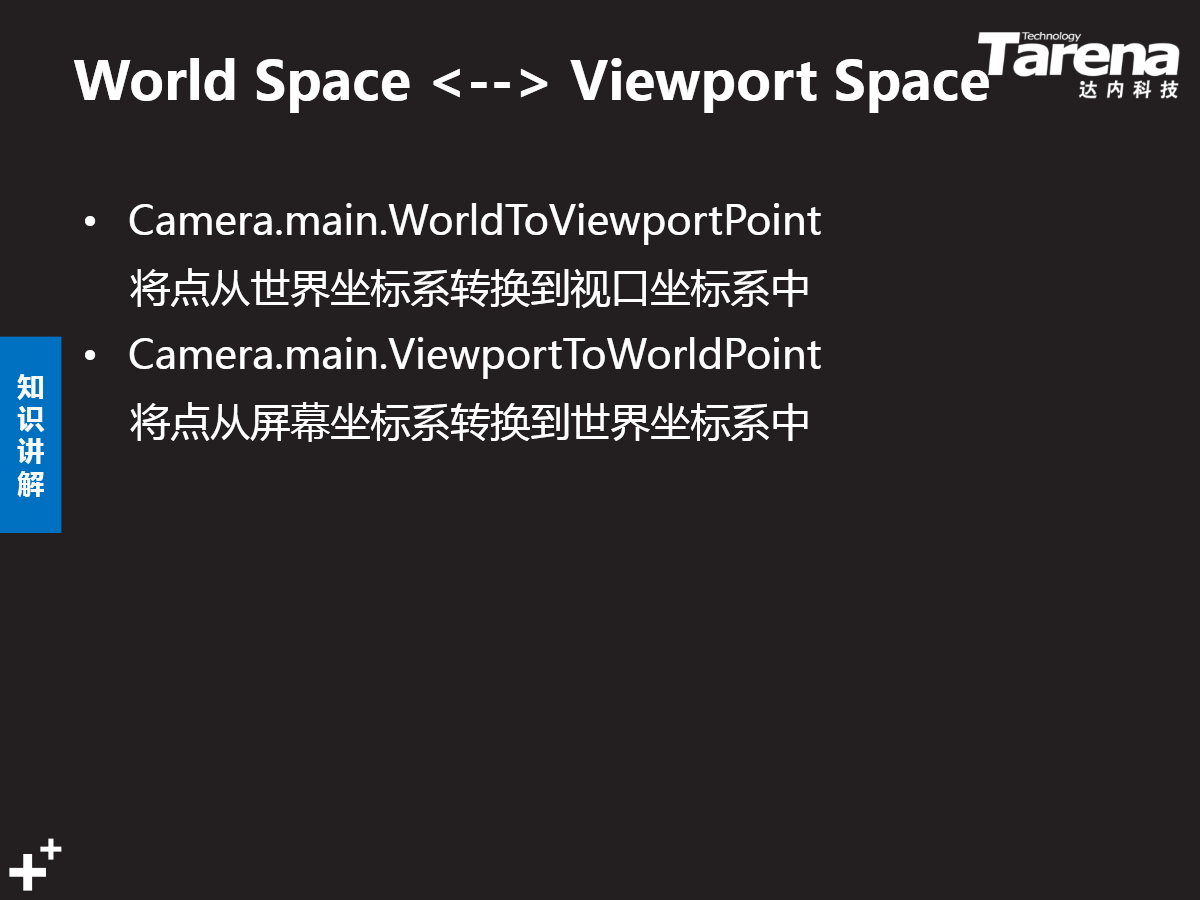 World Space <--> Viewport Space
Technology
Tarena
达内科技
• Camera.main.WorldToViewportPoint
将点从世界坐标系转换到视口坐标系中
• Camera.main.ViewportToWorldPoint
将点从屏幕坐标系转换到世界坐标系中
知识讲解